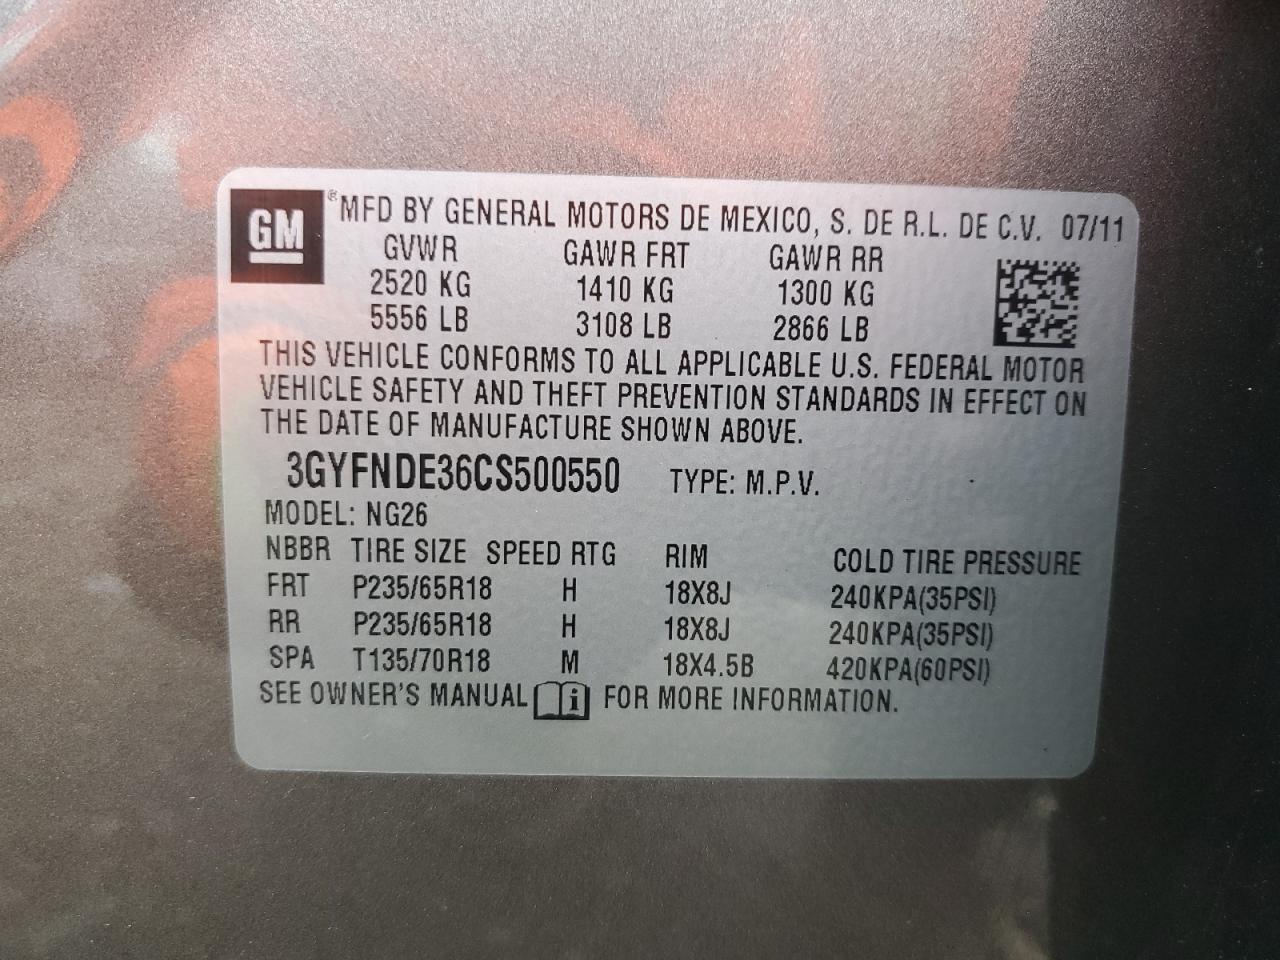 GM ® MFD BY GENERAL MOTORS DE MEXICO, S. DE R.L. DE C.V. 07/11
GVWR GAWR FRT GAWR RR
2520 KG 1410 KG 1300 KG
5556 LB 3108 LB 2866 LB
THIS VEHICLE CONFORMS TO ALL APPLICABLE U.S. FEDERAL MOTOR
VEHICLE SAFETY AND THEFT PREVENTION STANDARDS IN EFFECT ON
THE DATE OF MANUFACTURE SHOWN ABOVE.
3GYFNDE36CS500550 TYPE: M.P.V.
MODEL: NG26
NBBR TIRE SIZE SPEED RTG RIM COLD TIRE PRESSURE
FRT P235/65R18 H 18X8J 240KPA(35PSI)
RR P235/65R18 H 18X8J 240KPA(35PSI)
SPA T135/70R18 M 18X4.5B 420KPA(60PSI)
SEE OWNER'S MANUAL i FOR MORE INFORMATION.